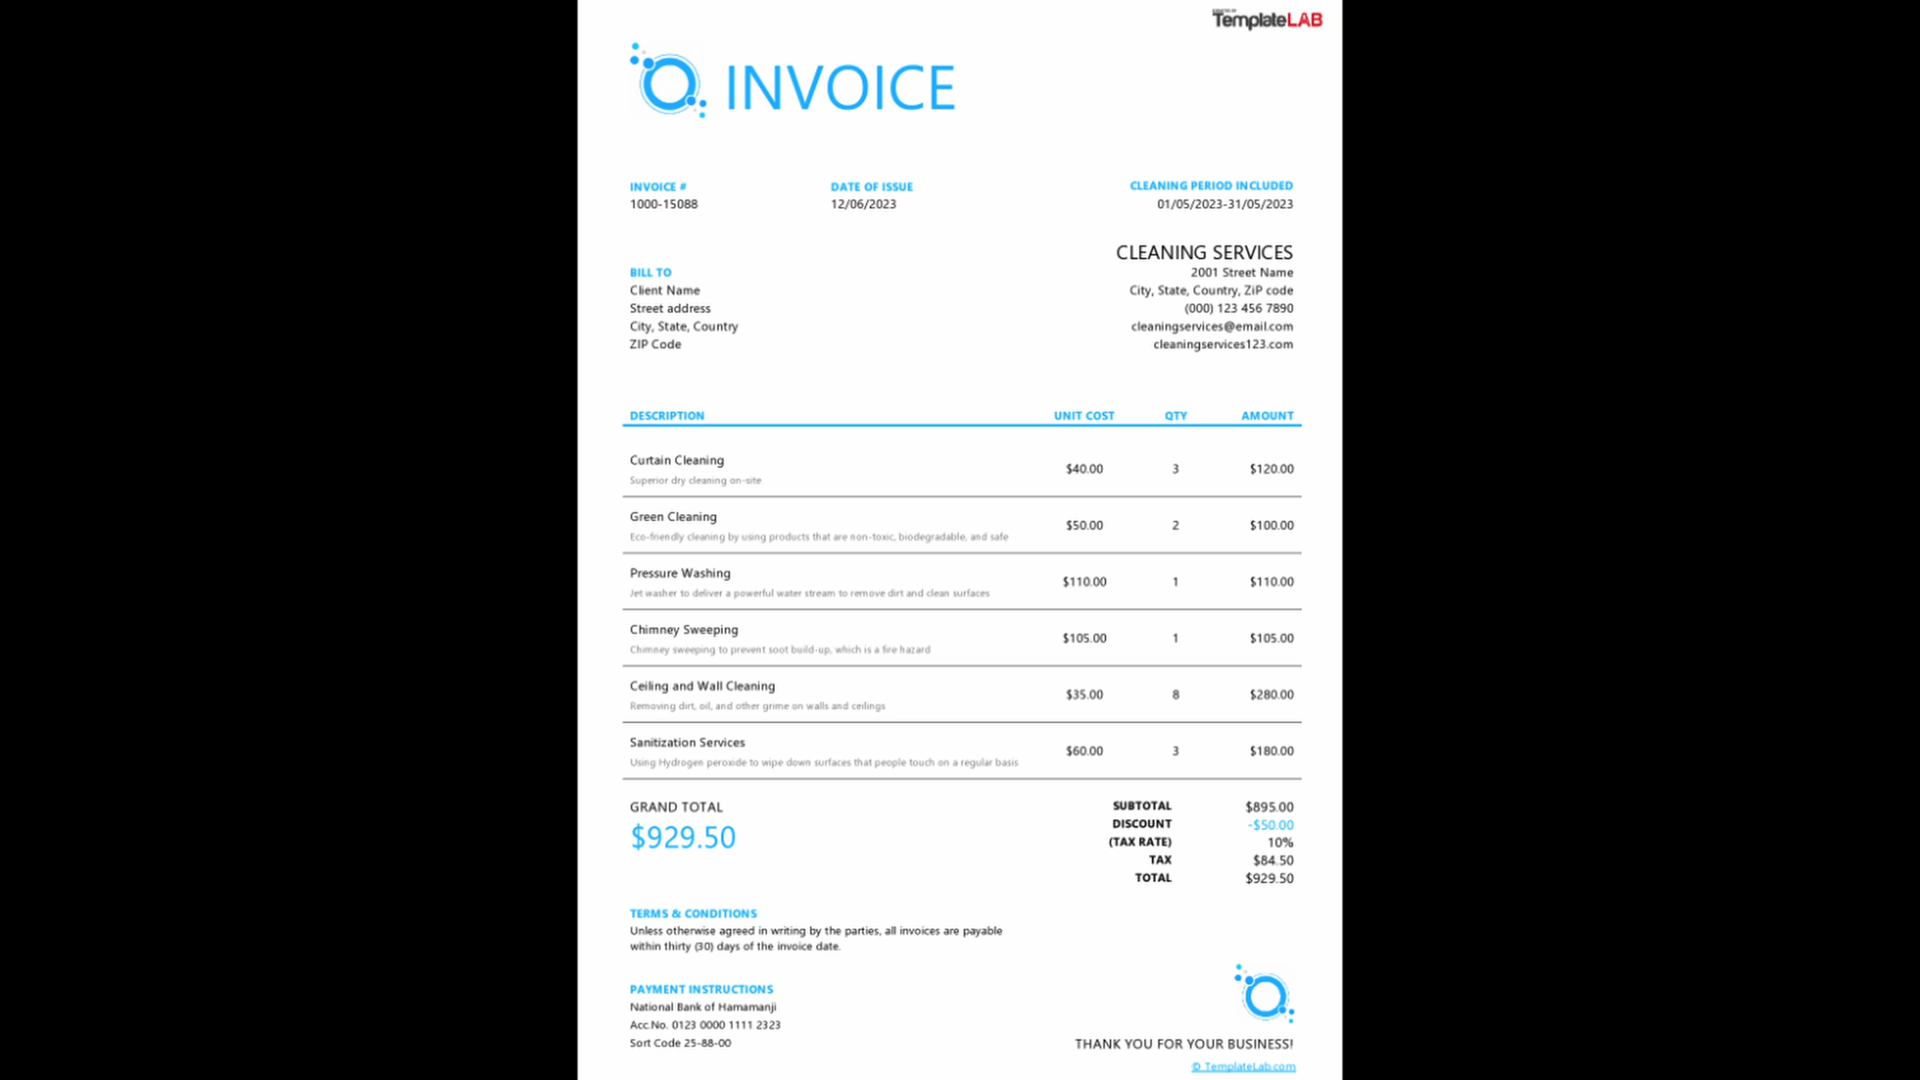 TemplateLAB
INVOICE
INVOICE #
DATE OF ISSUE
CLEANING PERIOD INCLUDED
1000-15088
12/06/2023
01/05/2023-31/05/2023
CLEANING SERVICES
2001 Street Name
City, State, Country, ZiP code
(000) 123 456 7890
cleaningservices@email.com
cleaningservices123.com
BILL TO
Client Name
Street address
City, State, Country
ZIP Code
DESCRIPTION UNIT COST QTY AMOUNT
Curtain Cleaning $40.00 3 $120.00
Superior dry cleaning on-site
Green Cleaning $50.00 2 $100.00
Eco-friendly cleaning by using products that are non-toxic, biodegradable, and safe
Pressure Washing $110.00 1 $110.00
Jet washer to deliver a powerful water stream to remove dirt and clean surfaces
Chimney Sweeping $105.00 1 $105.00
Chimney sweeping to prevent soot build-up, which is a fire hazard
Ceiling and Wall Cleaning $35.00 8 $280.00
Removing dirt, oil, and other grime on walls and ceilings
Sanitization Services $60.00 3 $180.00
Using Hydrogen peroxide to wipe down surfaces that people touch on a regular basis
GRAND TOTAL
$929.50
SUBTOTAL $895.00
DISCOUNT -$50.00
(TAX RATE) 10%
TAX $84.50
TOTAL $929.50
TERMS & CONDITIONS
Unless otherwise agreed in writing by the parties, all invoices are payable
within thirty (30) days of the invoice date.
PAYMENT INSTRUCTIONS
National Bank of Hamamanji
Acc.No. 0123 0000 1111 2323
Sort Code 25-88-00
THANK YOU FOR YOUR BUSINESS!
© TemplateLab.com